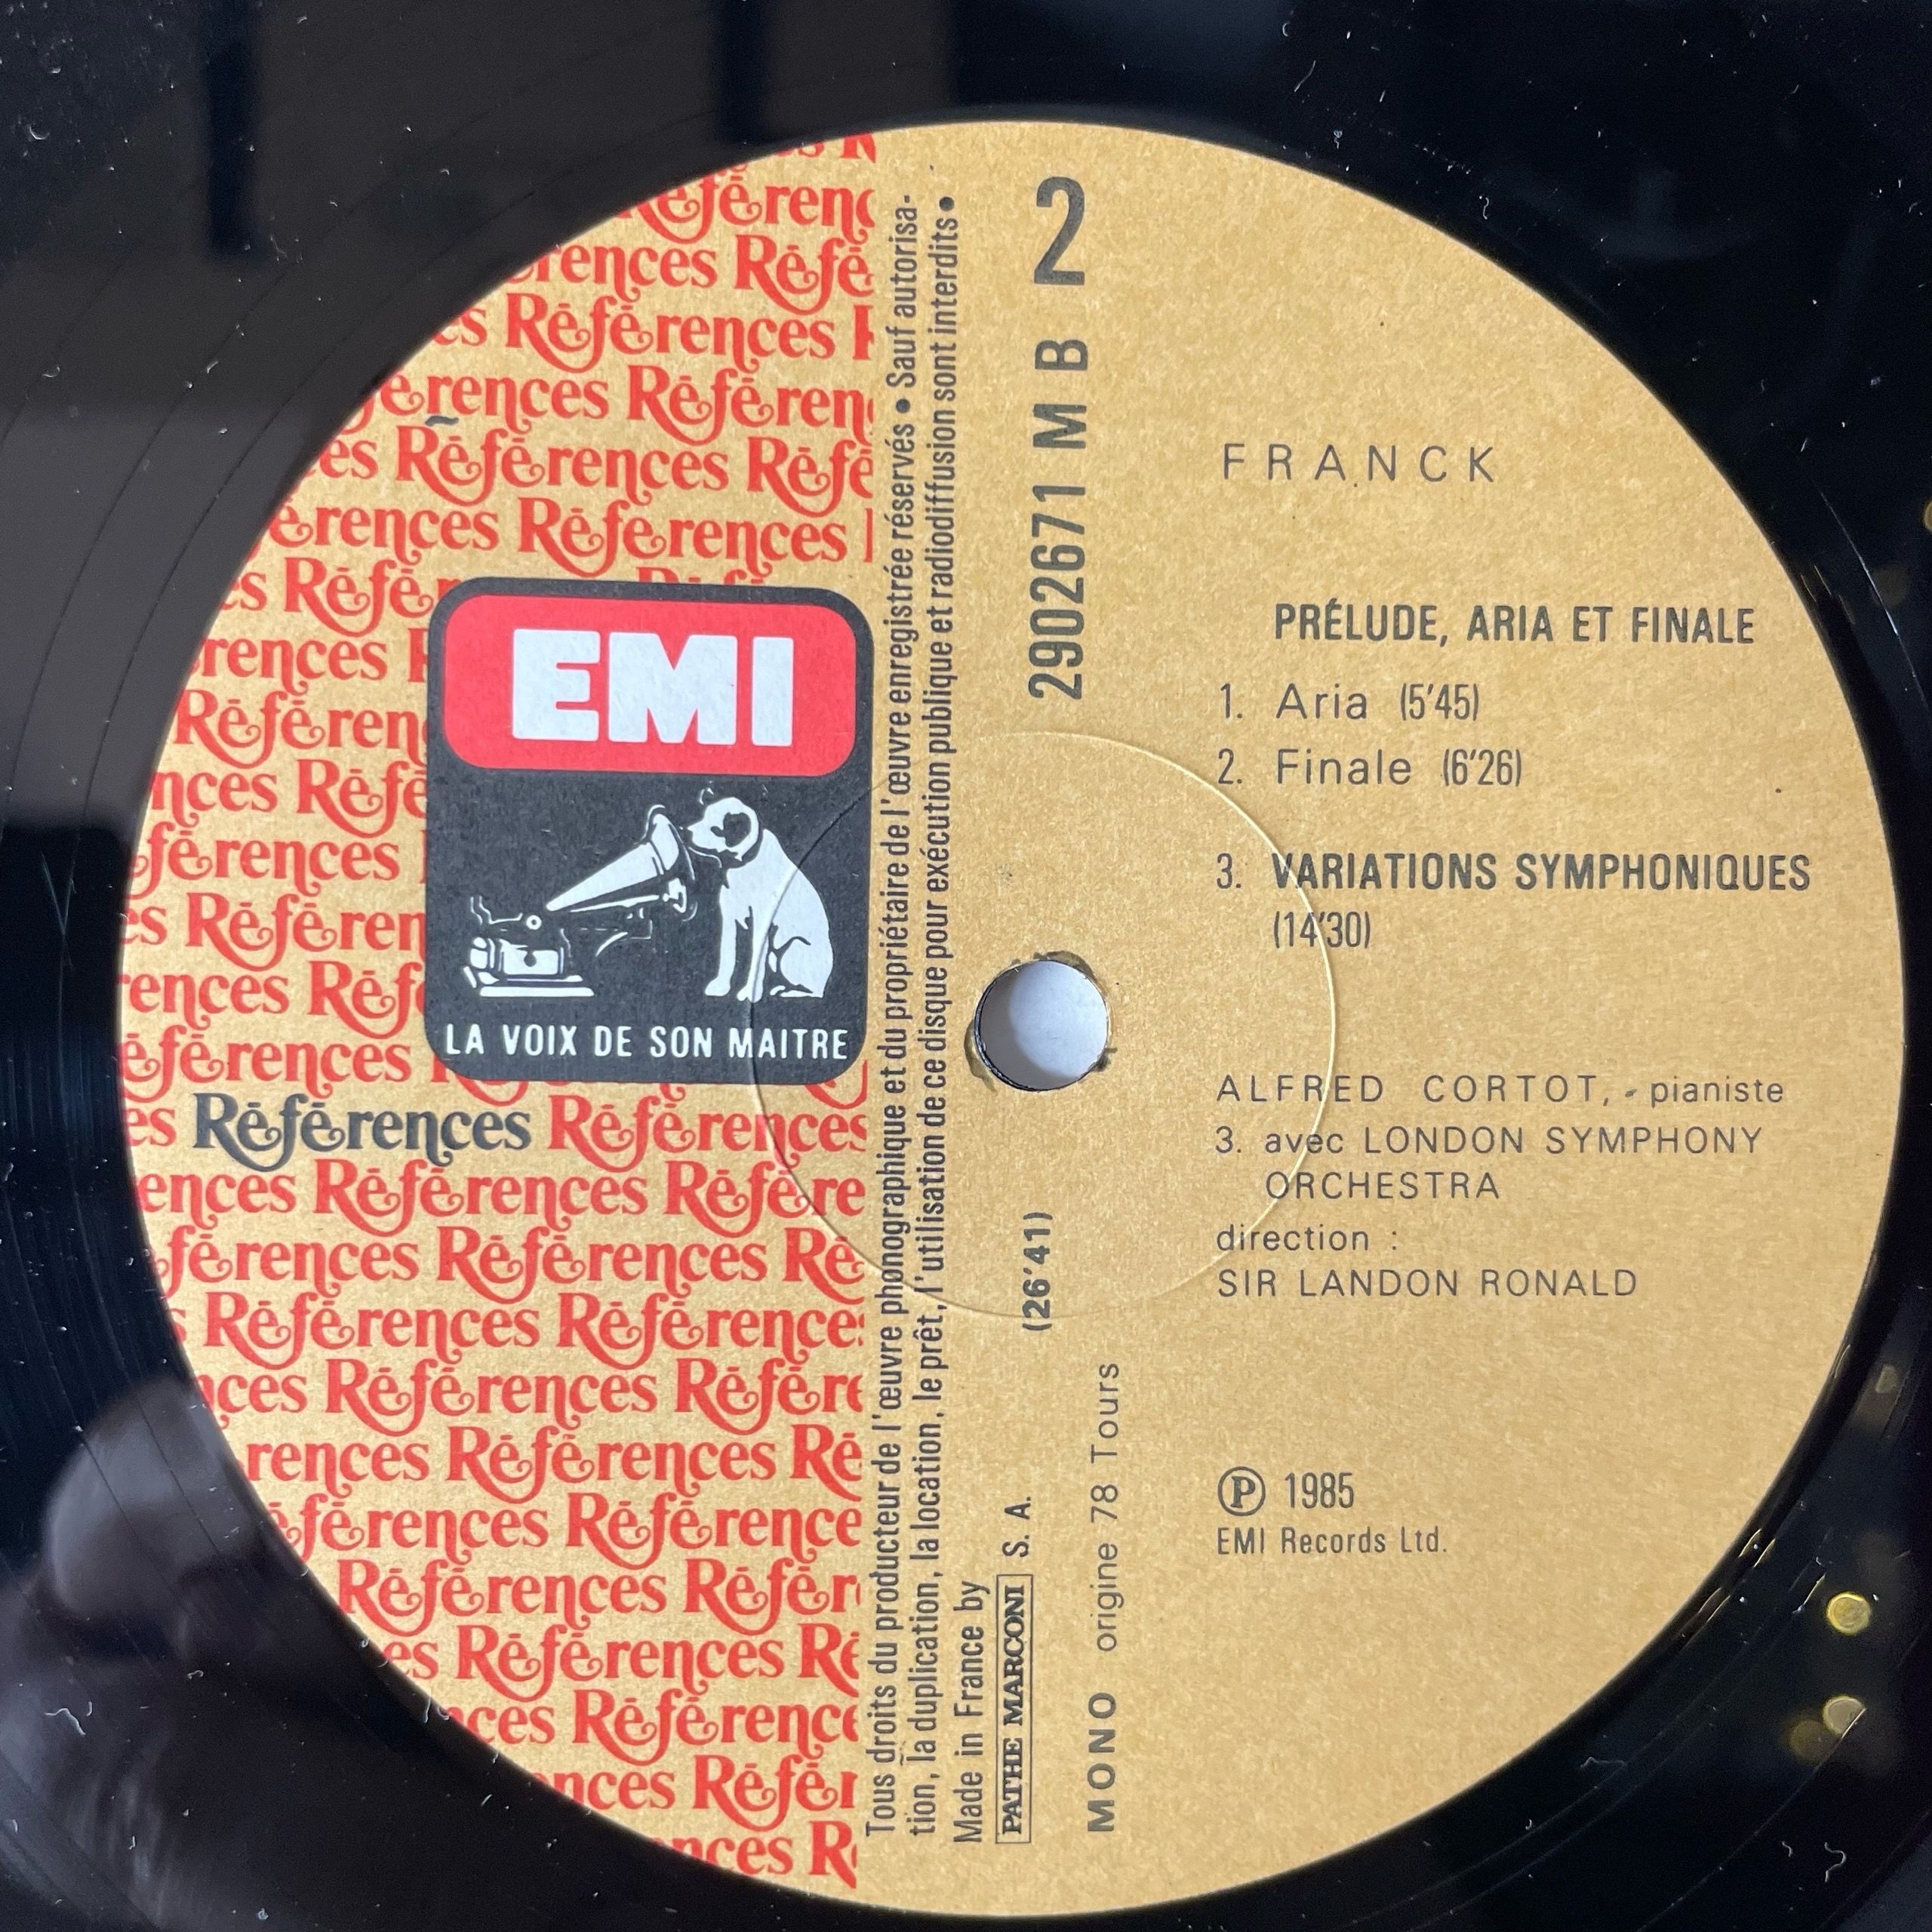 Références
EMI
LA VOIX DE SON MAITRE
Tous droits du producteur de l'œuvre phonographique et du propriétaire de l'œuvre enregistrée réservés • Sauf autorisa-
tion, la duplication, la location, le prêt, l'utilisation de ce disque pour exécution publique et radiodiffusion sont interdits •
Made in France by
PATHE MARCONI S. A.
(26'41)
2902671 M B 2
MONO origine 78 Tours
FRANCK
PRÉLUDE, ARIA ET FINALE
1. Aria (5'45)
2. Finale (6'26)
3. VARIATIONS SYMPHONIQUES
(14'30)
ALFRED CORTOT, - pianiste
3. avec LONDON SYMPHONY
ORCHESTRA
direction :
SIR LANDON RONALD
Ⓟ 1985
EMI Records Ltd.